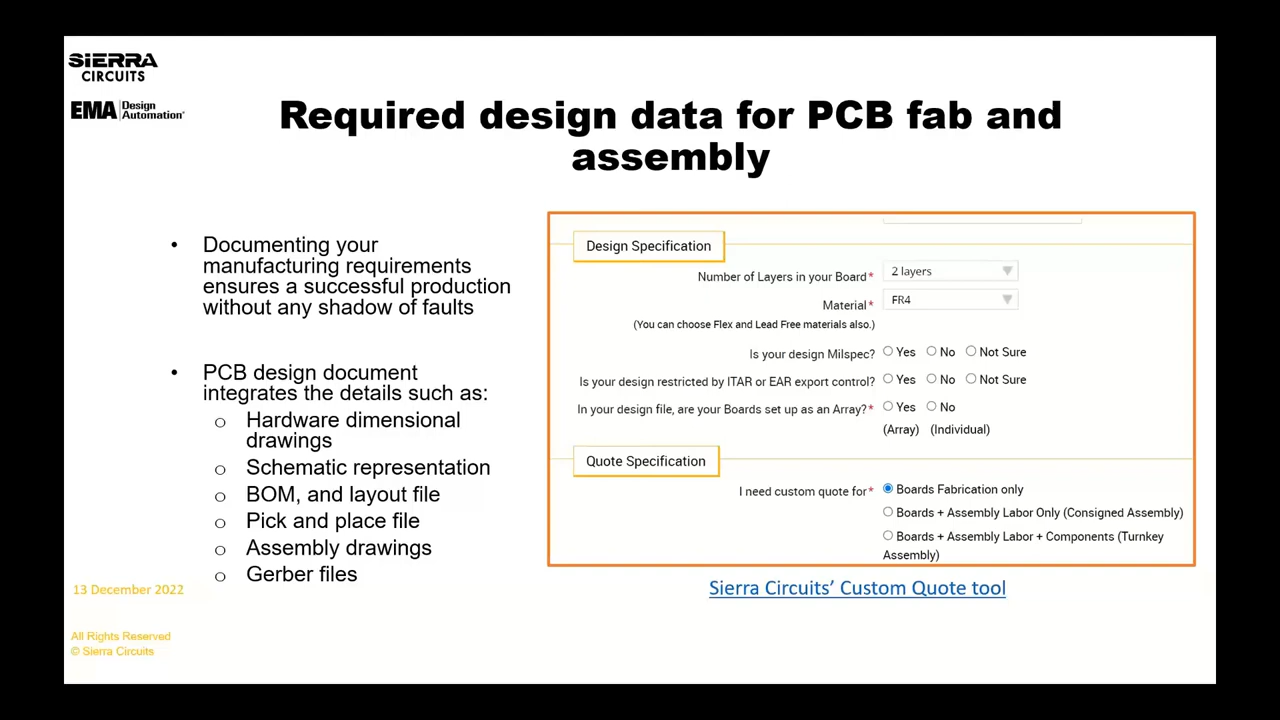 SIERRA
CIRCUITS
EMA Design
Automation®
Required design data for PCB fab and
assembly
• Documenting your
manufacturing requirements
ensures a successful production
without any shadow of faults
• PCB design document
integrates the details such as:
o Hardware dimensional
drawings
o Schematic representation
o BOM, and layout file
o Pick and place file
o Assembly drawings
o Gerber files
Design Specification
Number of Layers in your Board* 2 layers
Material* FR4
(You can choose Flex and Lead Free materials also.)
Is your design Milspec? Yes No Not Sure
Is your design restricted by ITAR or EAR export control? Yes No Not Sure
In your design file, are your Boards set up as an Array?* Yes No
(Array) (Individual)
Quote Specification
I need custom quote for* Boards Fabrication only
Boards + Assembly Labor Only (Consigned Assembly)
Boards + Assembly Labor + Components (Turnkey
Assembly)
Sierra Circuits’ Custom Quote tool
13 December 2022
All Rights Reserved
© Sierra Circuits